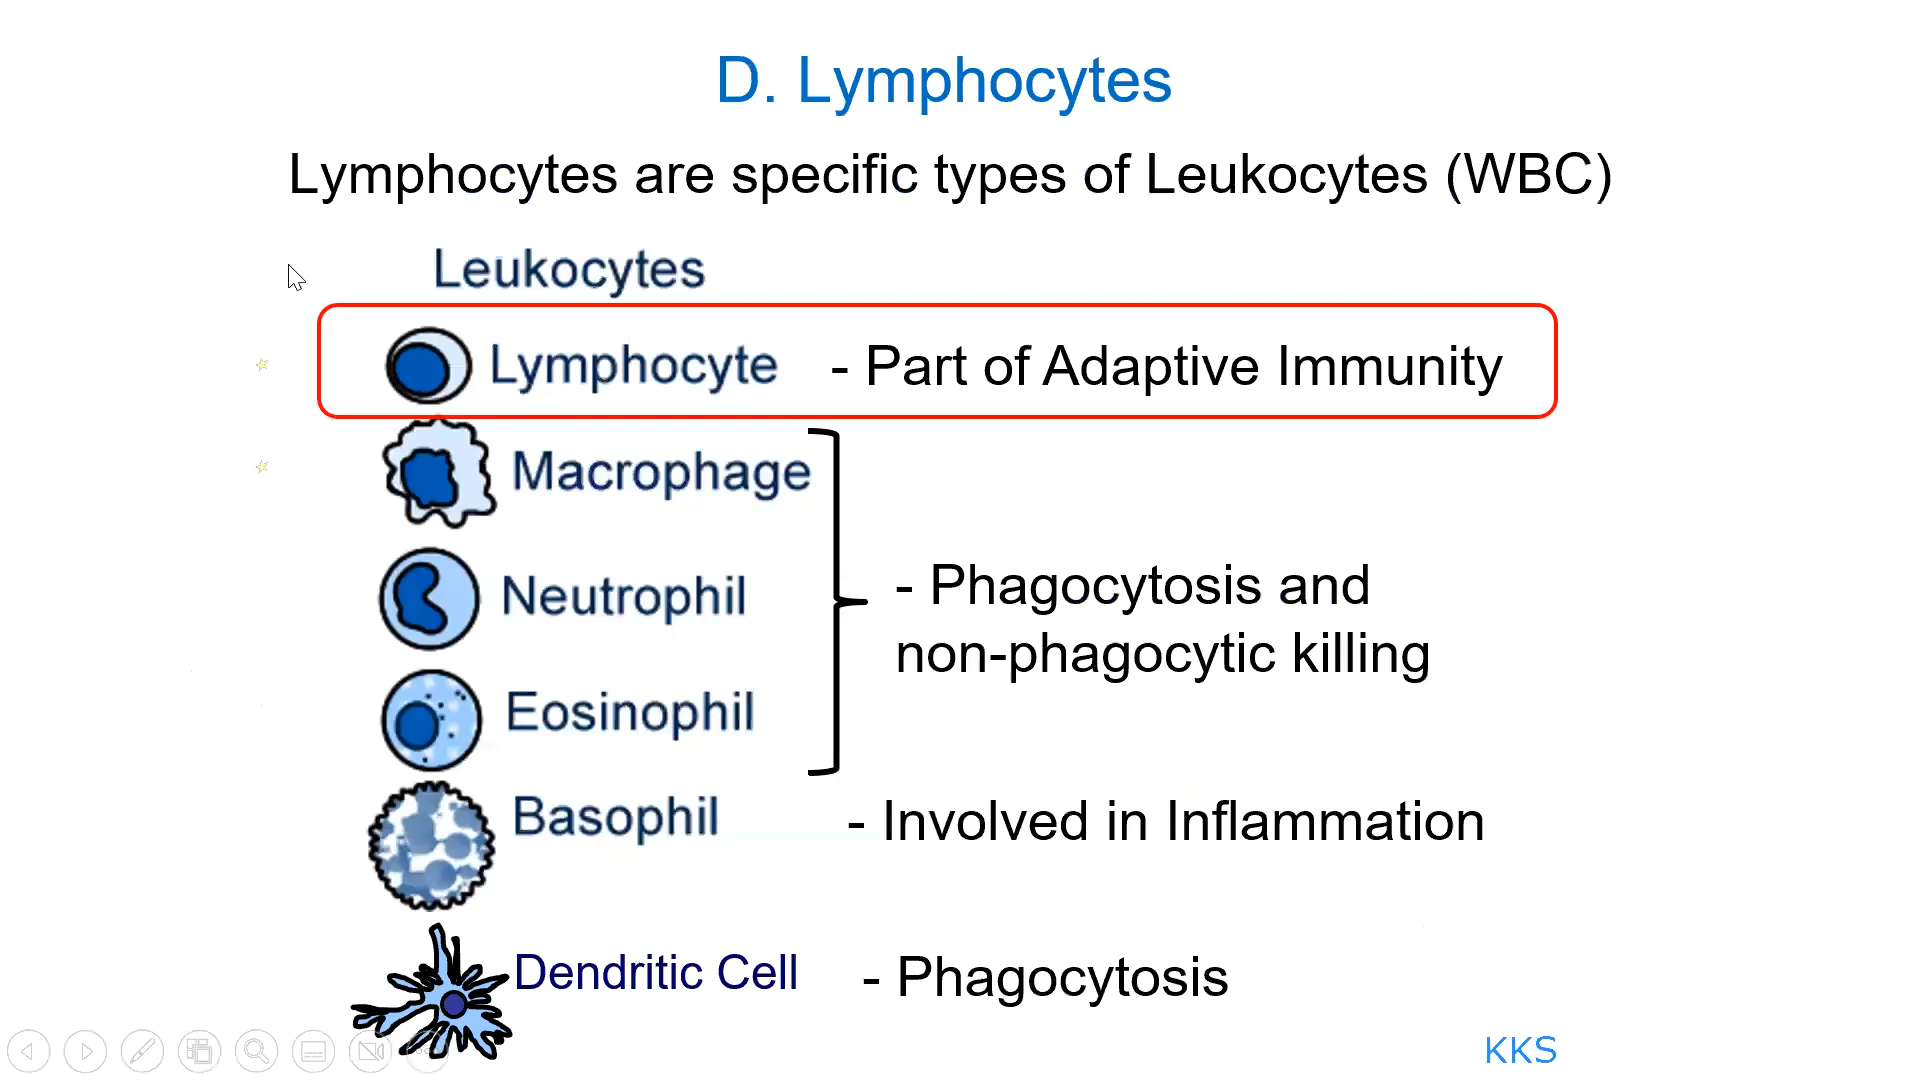 D. Lymphocytes
Lymphocytes are specific types of Leukocytes (WBC)
Leukocytes
Lymphocyte - Part of Adaptive Immunity
Macrophage
Neutrophil
- Phagocytosis and
non-phagocytic killing
Eosinophil
Basophil - Involved in Inflammation
Dendritic Cell - Phagocytosis
KKS